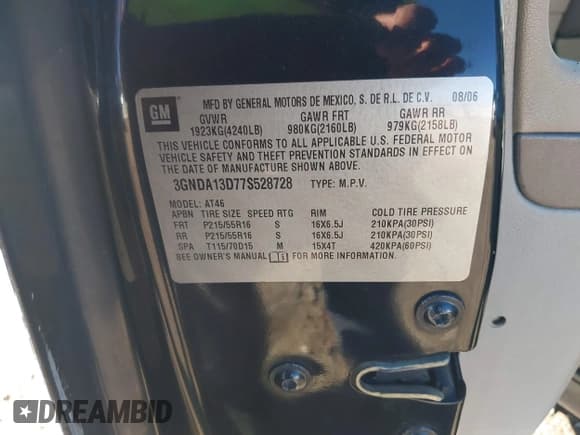 GM
MFD BY GENERAL MOTORS DE MEXICO, S. DE R.L. DE C.V. 08/06
GVWR GAWR FRT GAWR RR
1923KG(4240LB) 980KG(2160LB) 979KG(2158LB)
THIS VEHICLE CONFORMS TO ALL APPLICABLE U.S. FEDERAL MOTOR
VEHICLE SAFETY AND THEFT PREVENTION STANDARDS IN EFFECT ON
THE DATE OF MANUFACTURE SHOWN ABOVE.
3GNDA13D77S528728 TYPE: M.P.V.
MODEL: AT46
APBN TIRE SIZE SPEED RTG RIM COLD TIRE PRESSURE
FRT P215/55R16 S 16X6.5J 210KPA(30PSI)
RR P215/55R16 S 16X6.5J 210KPA(30PSI)
SPA T115/70D15 M 15X4T 420KPA(60PSI)
SEE OWNER'S MANUAL
DREAMBID